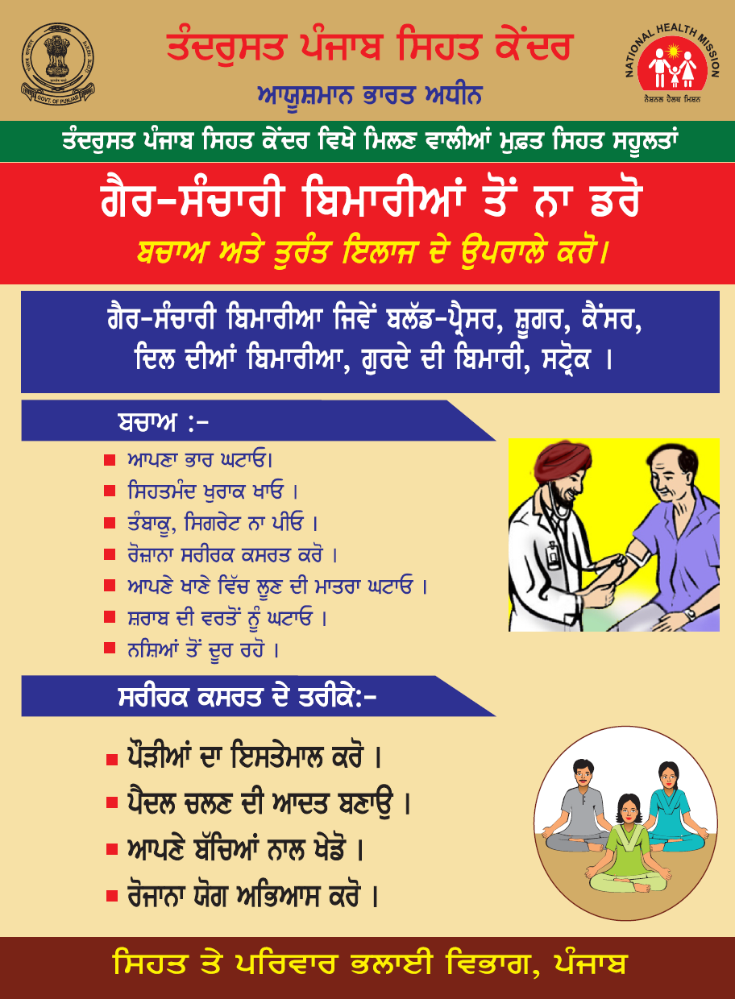 ਤੰਦਰੁਸਤ ਪੰਜਾਬ ਸਿਹਤ ਕੇਂਦਰ
ਆਯੂਸ਼ਮਾਨ ਭਾਰਤ ਅਧੀਨ
GOVT. OF PUNJAB
NATIONAL HEALTH MISSION
ਨੈਸ਼ਨਲ ਹੈਲਥ ਮਿਸ਼ਨ
ਤੰਦਰੁਸਤ ਪੰਜਾਬ ਸਿਹਤ ਕੇਂਦਰ ਵਿਖੇ ਮਿਲਣ ਵਾਲੀਆਂ ਮੁਫ਼ਤ ਸਿਹਤ ਸਹੂਲਤਾਂ
ਗੈਰ-ਸੰਚਾਰੀ ਬਿਮਾਰੀਆਂ ਤੋਂ ਨਾ ਡਰੋ
ਬਚਾਅ ਅਤੇ ਤੁਰੰਤ ਇਲਾਜ ਦੇ ਉਪਰਾਲੇ ਕਰੋ।
ਗੈਰ-ਸੰਚਾਰੀ ਬਿਮਾਰੀਆ ਜਿਵੇਂ ਬਲੱਡ-ਪ੍ਰੈਸਰ, ਸ਼ੂਗਰ, ਕੈਂਸਰ,
ਦਿਲ ਦੀਆਂ ਬਿਮਾਰੀਆ, ਗੁਰਦੇ ਦੀ ਬਿਮਾਰੀ, ਸਟ੍ਰੋਕ ।
ਬਚਾਅ :-
ਆਪਣਾ ਭਾਰ ਘਟਾਓ।
ਸਿਹਤਮੰਦ ਖੁਰਾਕ ਖਾਓ ।
ਤੰਬਾਕੂ, ਸਿਗਰੇਟ ਨਾ ਪੀਓ ।
ਰੋਜ਼ਾਨਾ ਸਰੀਰਕ ਕਸਰਤ ਕਰੋ ।
ਆਪਣੇ ਖਾਣੇ ਵਿੱਚ ਲੂਣ ਦੀ ਮਾਤਰਾ ਘਟਾਓ ।
ਸ਼ਰਾਬ ਦੀ ਵਰਤੋਂ ਨੂੰ ਘਟਾਓ ।
ਨਸ਼ਿਆਂ ਤੋਂ ਦੂਰ ਰਹੋ ।
ਸਰੀਰਕ ਕਸਰਤ ਦੇ ਤਰੀਕੇ:-
ਪੌੜੀਆਂ ਦਾ ਇਸਤੇਮਾਲ ਕਰੋ ।
ਪੈਦਲ ਚਲਣ ਦੀ ਆਦਤ ਬਣਾਉ ।
ਆਪਣੇ ਬੱਚਿਆਂ ਨਾਲ ਖੇਡੋ ।
ਰੋਜਾਨਾ ਯੋਗ ਅਭਿਆਸ ਕਰੋ ।
ਸਿਹਤ ਤੇ ਪਰਿਵਾਰ ਭਲਾਈ ਵਿਭਾਗ, ਪੰਜਾਬ